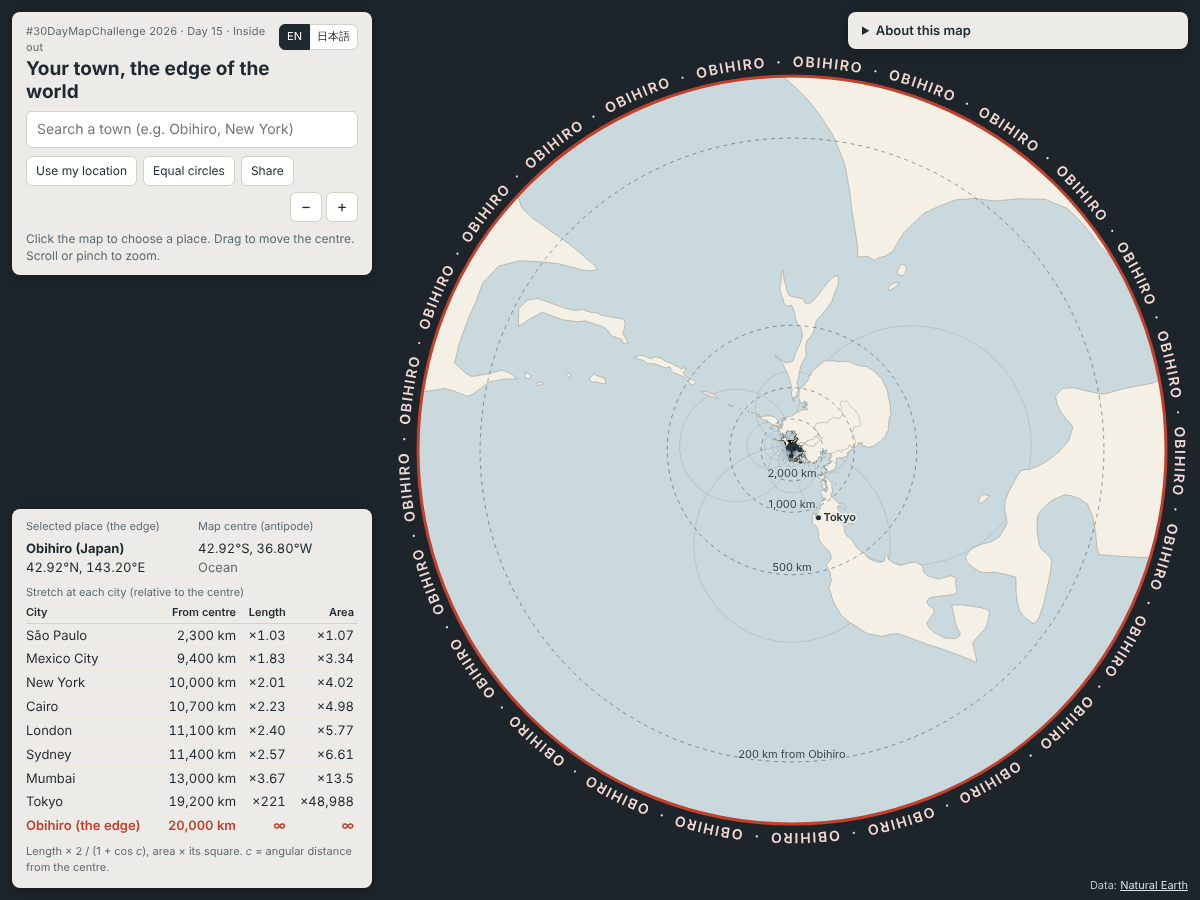 #30DayMapChallenge 2026 · Day 15 · Inside
out
EN 日本語
Your town, the edge of the
world
Search a town (e.g. Obihiro, New York)
Use my location Equal circles Share
− +
Click the map to choose a place. Drag to move the centre.
Scroll or pinch to zoom.
▶ About this map
OBIHIRO · OBIHIRO · OBIHIRO · OBIHIRO · OBIHIRO · OBIHIRO · OBIHIRO · OBIHIRO · OBIHIRO · OBIHIRO · OBIHIRO · OBIHIRO · OBIHIRO · OBIHIRO · OBIHIRO · OBIHIRO · OBIHIRO · OBIHIRO · OBIHIRO · OBIHIRO · OBIHIRO · OBIHIRO · OBIHIRO · OBIHIRO ·
2,000 km
1,000 km
Tokyo
500 km
200 km from Obihiro
Selected place (the edge) Map centre (antipode)
Obihiro (Japan) 42.92°S, 36.80°W
42.92°N, 143.20°E Ocean
Stretch at each city (relative to the centre)
City From centre Length Area
São Paulo 2,300 km ×1.03 ×1.07
Mexico City 9,400 km ×1.83 ×3.34
New York 10,000 km ×2.01 ×4.02
Cairo 10,700 km ×2.23 ×4.98
London 11,100 km ×2.40 ×5.77
Sydney 11,400 km ×2.57 ×6.61
Mumbai 13,000 km ×3.67 ×13.5
Tokyo 19,200 km ×221 ×48,988
Obihiro (the edge) 20,000 km ∞ ∞
Length × 2 / (1 + cos c), area × its square. c = angular distance
from the centre.
Data: Natural Earth